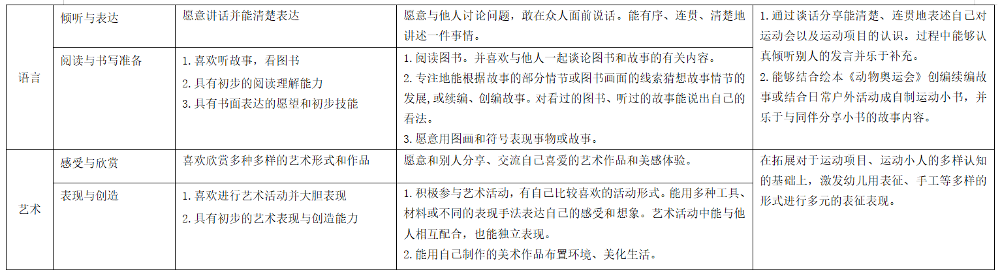 语言
倾听与表达
愿意讲话并能清楚表达
愿意与他人讨论问题，敢在众人面前说话。能有序、连贯、清楚地
讲述一件事情。
1.通过谈话分享能清楚、连贯地表述自己对
运动会以及运动项目的认识。过程中能够认
真倾听别人的发言并乐于补充。
2.能够结合绘本《动物奥运会》创编续编故
事或结合日常户外活动成自制运动小书，并
乐于与同伴分享小书的故事内容。
阅读与书写准备
1.喜欢听故事，看图书
2.具有初步的阅读理解能力
3.具有书面表达的愿望和初步技能
1.阅读图书。并喜欢与他人一起谈论图书和故事的有关内容。
2.专注地能根据故事的部分情节或图书画面的线索猜想故事情节的
发展,或续编、创编故事。对看过的图书、听过的故事能说出自己的
看法。
3.愿意用图画和符号表现事物或故事。
艺术
感受与欣赏
喜欢欣赏多种多样的艺术形式和作品
愿意和别人分享、交流自己喜爱的艺术作品和美感体验。
在拓展对于运动项目、运动小人的多样认知
的基础上，激发幼儿用表征、手工等多样的
形式进行多元的表征表现。
表现与创造
1.喜欢进行艺术活动并大胆表现
2.具有初步的艺术表现与创造能力
1.积极参与艺术活动，有自己比较喜欢的活动形式。能用多种工具、
材料或不同的表现手法表达自己的感受和想象。艺术活动中能与他
人相互配合，也能独立表现。
2.能用自己制作的美术作品布置环境、美化生活。